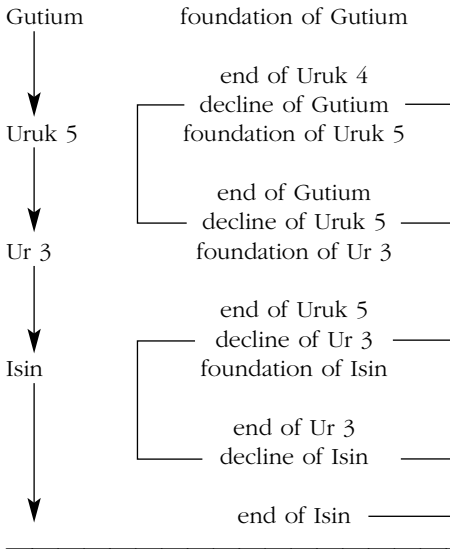 Gutium foundation of Gutium
end of Uruk 4
decline of Gutium
Uruk 5 foundation of Uruk 5
end of Gutium
decline of Uruk 5
Ur 3 foundation of Ur 3
end of Uruk 5
decline of Ur 3
Isin foundation of Isin
end of Ur 3
decline of Isin
end of Isin